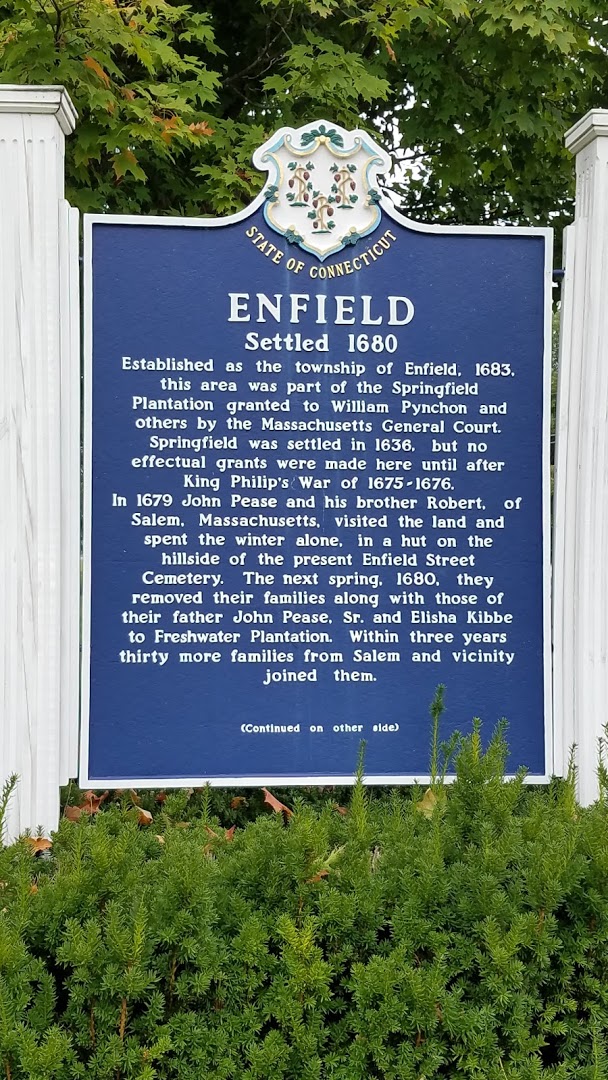 STATE OF CONNECTICUT
ENFIELD
Settled 1680
Established as the township of Enfield, 1683,
this area was part of the Springfield
Plantation granted to William Pynchon and
others by the Massachusetts General Court.
Springfield was settled in 1636, but no
effectual grants were made here until after
King Philip's War of 1675-1676.
In 1679 John Pease and his brother Robert, of
Salem, Massachusetts, visited the land and
spent the winter alone, in a hut on the
hillside of the present Enfield Street
Cemetery. The next spring, 1680, they
removed their families along with those of
their father John Pease, Sr. and Elisha Kibbe
to Freshwater Plantation. Within three years
thirty more families from Salem and vicinity
joined them.
(Continued on other side)